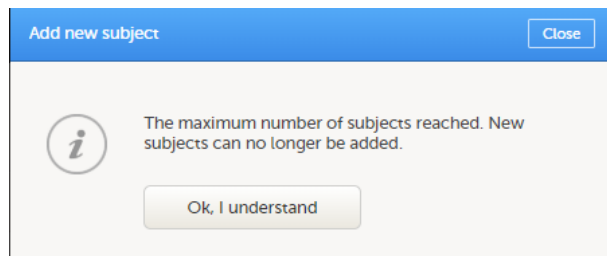 Add new subject
Close
The maximum number of subjects reached. New
subjects can no longer be added.
Ok, I understand